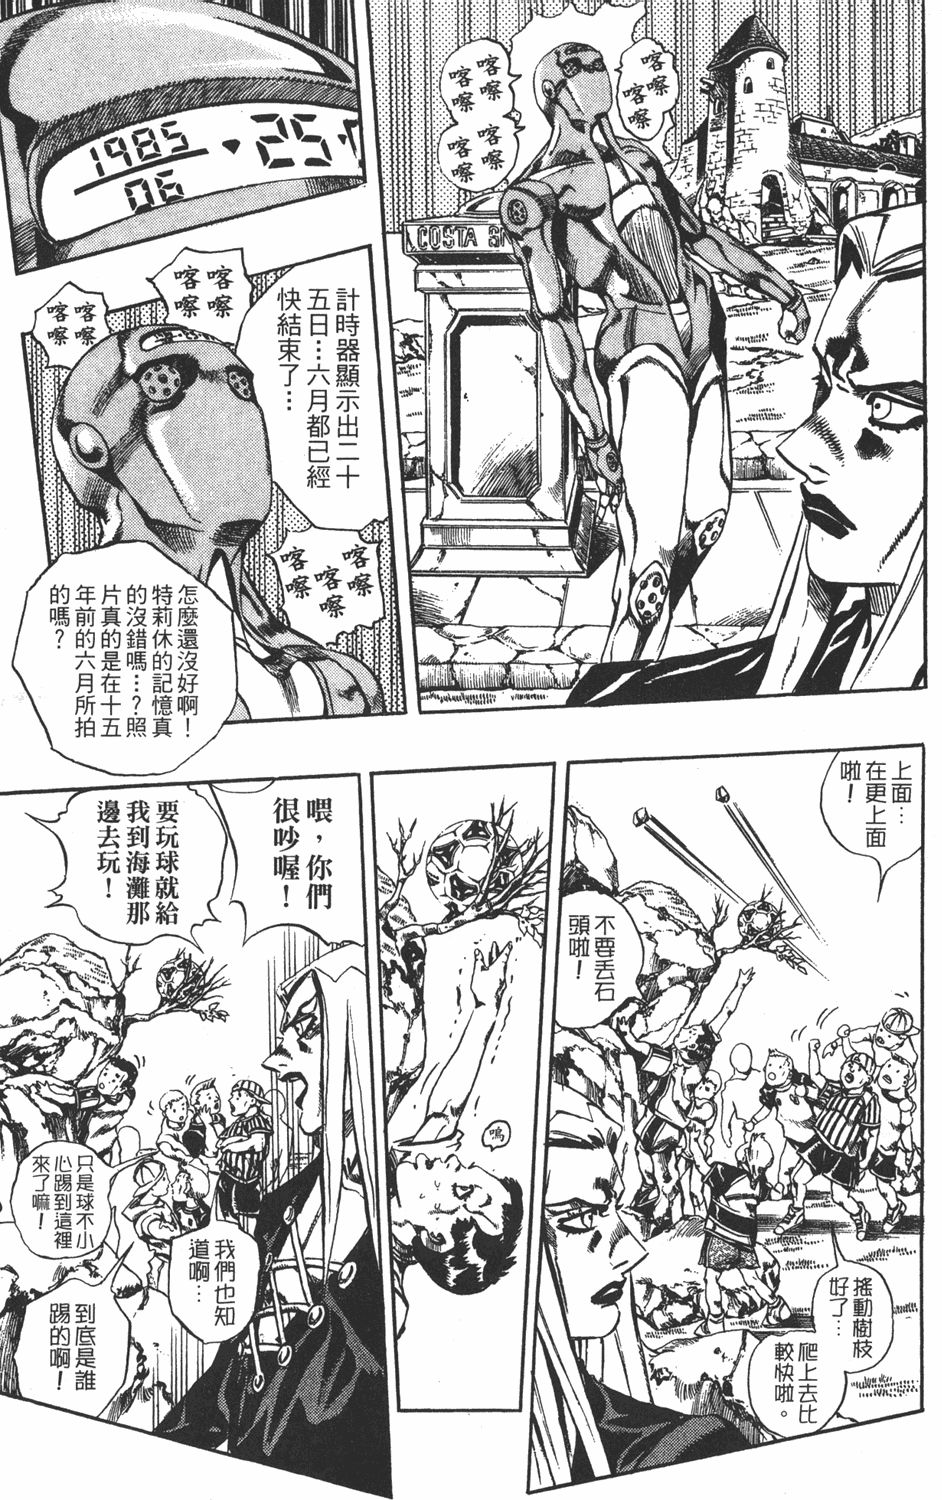 喀嚓
喀嚓
喀嚓
喀嚓
喀嚓
COSTA S
1985
06
25
計時器顯示出二十
五日⋯六月都已經
快結束了⋯
喀嚓
喀嚓
喀嚓
喀嚓
喀嚓
喀嚓
喀嚓
怎麼還沒好啊！
特莉休的記憶真
的沒錯嗎⋯？照
片真的是在十五
年前的六月所拍
的嗎？
上面⋯
在更上面
啦！
不要丟石
頭啦！
搖動樹枝
好了⋯
爬上去比
較快啦。
嗚
喂，你們
很吵喔！
要玩球就給
我到海灘那
邊去玩！
我們也知
道啊⋯
只是球不小
心踢到這裡
來了嘛！
到底是誰
踢的啊！